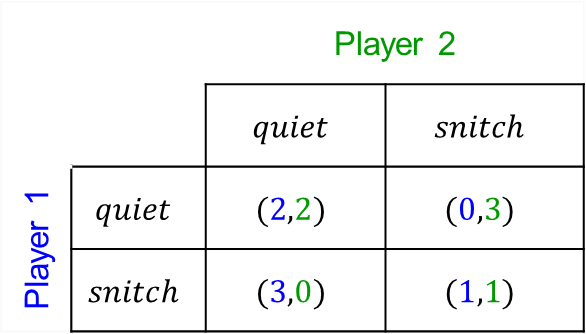 Player 2
quiet snitch
Player 1
quiet (2,2) (0,3)
snitch (3,0) (1,1)